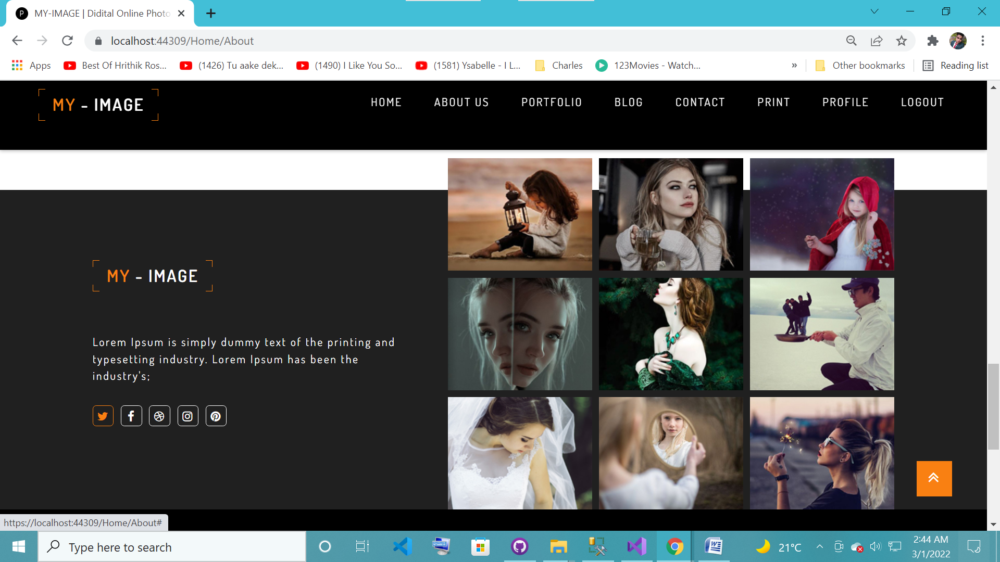 P MY-IMAGE | Didital Online Photo
localhost:44309/Home/About
Apps Best Of Hrithik Ros... (1426) Tu aake dek... (1490) I Like You So... (1581) Ysabelle - I L... Charles 123Movies - Watch... » Other bookmarks Reading list
MY - IMAGE HOME ABOUT US PORTFOLIO BLOG CONTACT PRINT PROFILE LOGOUT
MY - IMAGE
Lorem Ipsum is simply dummy text of the printing and
typesetting industry. Lorem Ipsum has been the
industry's;
https://localhost:44309/Home/About#
Type here to search 21°C 2:44 AM
3/1/2022